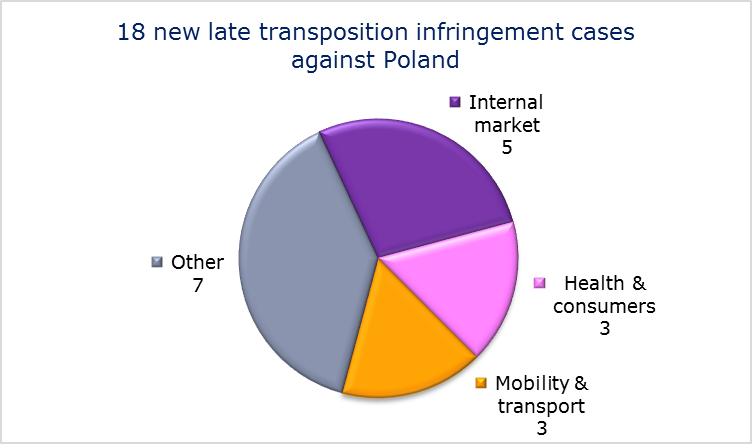 18 new late transposition infringement cases
against Poland
Internal
market
5
Other
7
Health &
consumers
3
Mobility &
transport
3